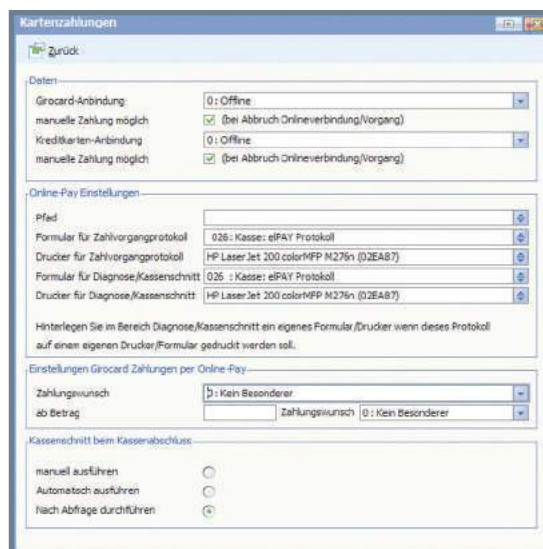 Kartenzahlungen
Zurück
Daten
Girocard-Anbindung 0 : Offline
manuelle Zahlung möglich (bei Abbruch Onlineverbindung/Vorgang)
Kreditkarten-Anbindung 0 : Offline
manuelle Zahlung möglich (bei Abbruch Onlineverbindung/Vorgang)
Online-Pay Einstellungen
Pfad
Formular für Zahlvorgangprotokoll 026 : Kasse: elPAY Protokoll
Drucker für Zahlvorgangprotokoll HP LaserJet 200 colorMFP M276n (02EA87)
Formular für Diagnose/Kassenschnitt 026 : Kasse: elPAY Protokoll
Drucker für Diagnose/Kassenschnitt HP LaserJet 200 colorMFP M276n (02EA87)
Hinterlegen Sie im Bereich Diagnose/Kassenschnitt ein eigenes Formular/Drucker wenn dieses Protokoll
auf einem eigenen Drucker/Formular gedruckt werden soll.
Einstellungen Girocard Zahlungen per Online-Pay
Zahlungswunsch 0 : Kein Besonderer
ab Betrag Zahlungswunsch 0 : Kein Besonderer
Kassenschnitt beim Kassenabschluss
manuell ausführen
Automatisch ausführen
Nach Abfrage durchführen